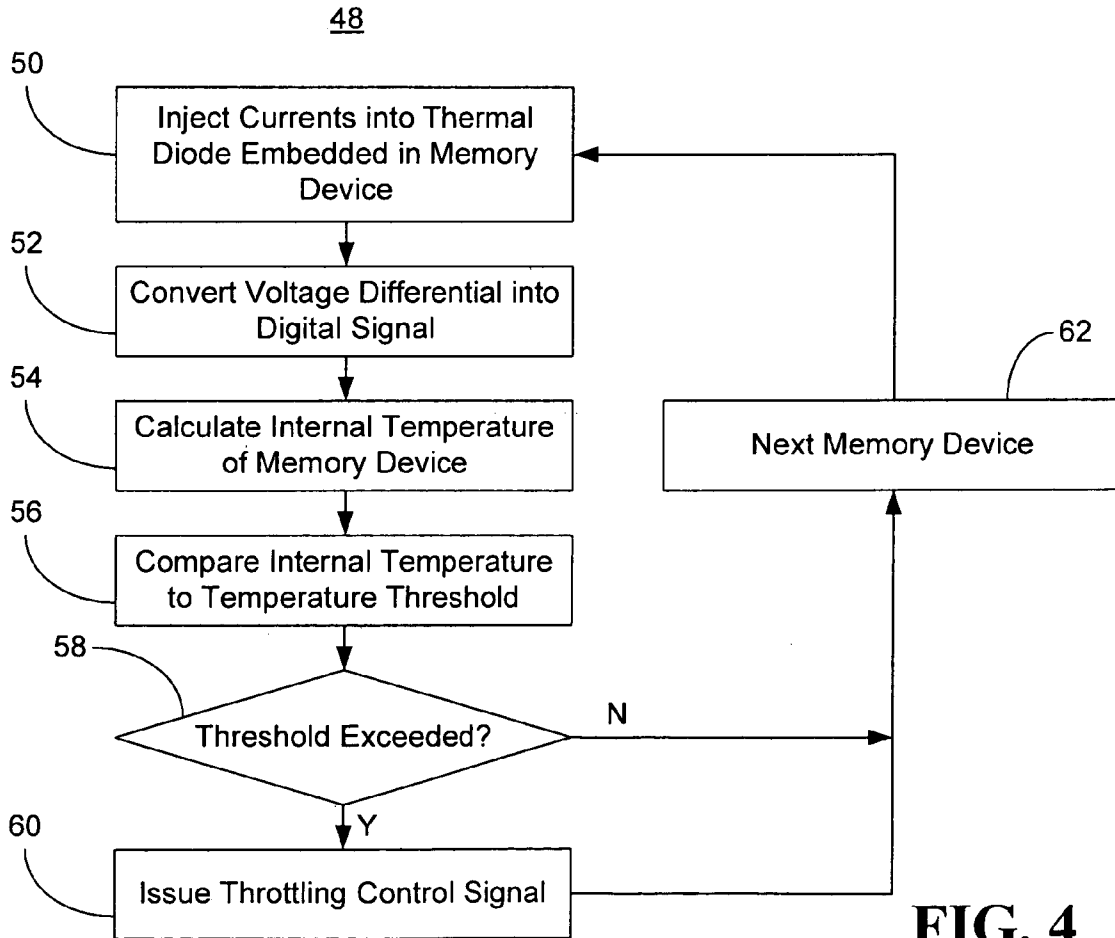 48
50
Inject Currents into Thermal
Diode Embedded in Memory
Device
52
Convert Voltage Differential into
Digital Signal
62
54
Calculate Internal Temperature
of Memory Device
Next Memory Device
56
Compare Internal Temperature
to Temperature Threshold
58
Threshold Exceeded?
N
Y
60
Issue Throttling Control Signal
FIG. 4